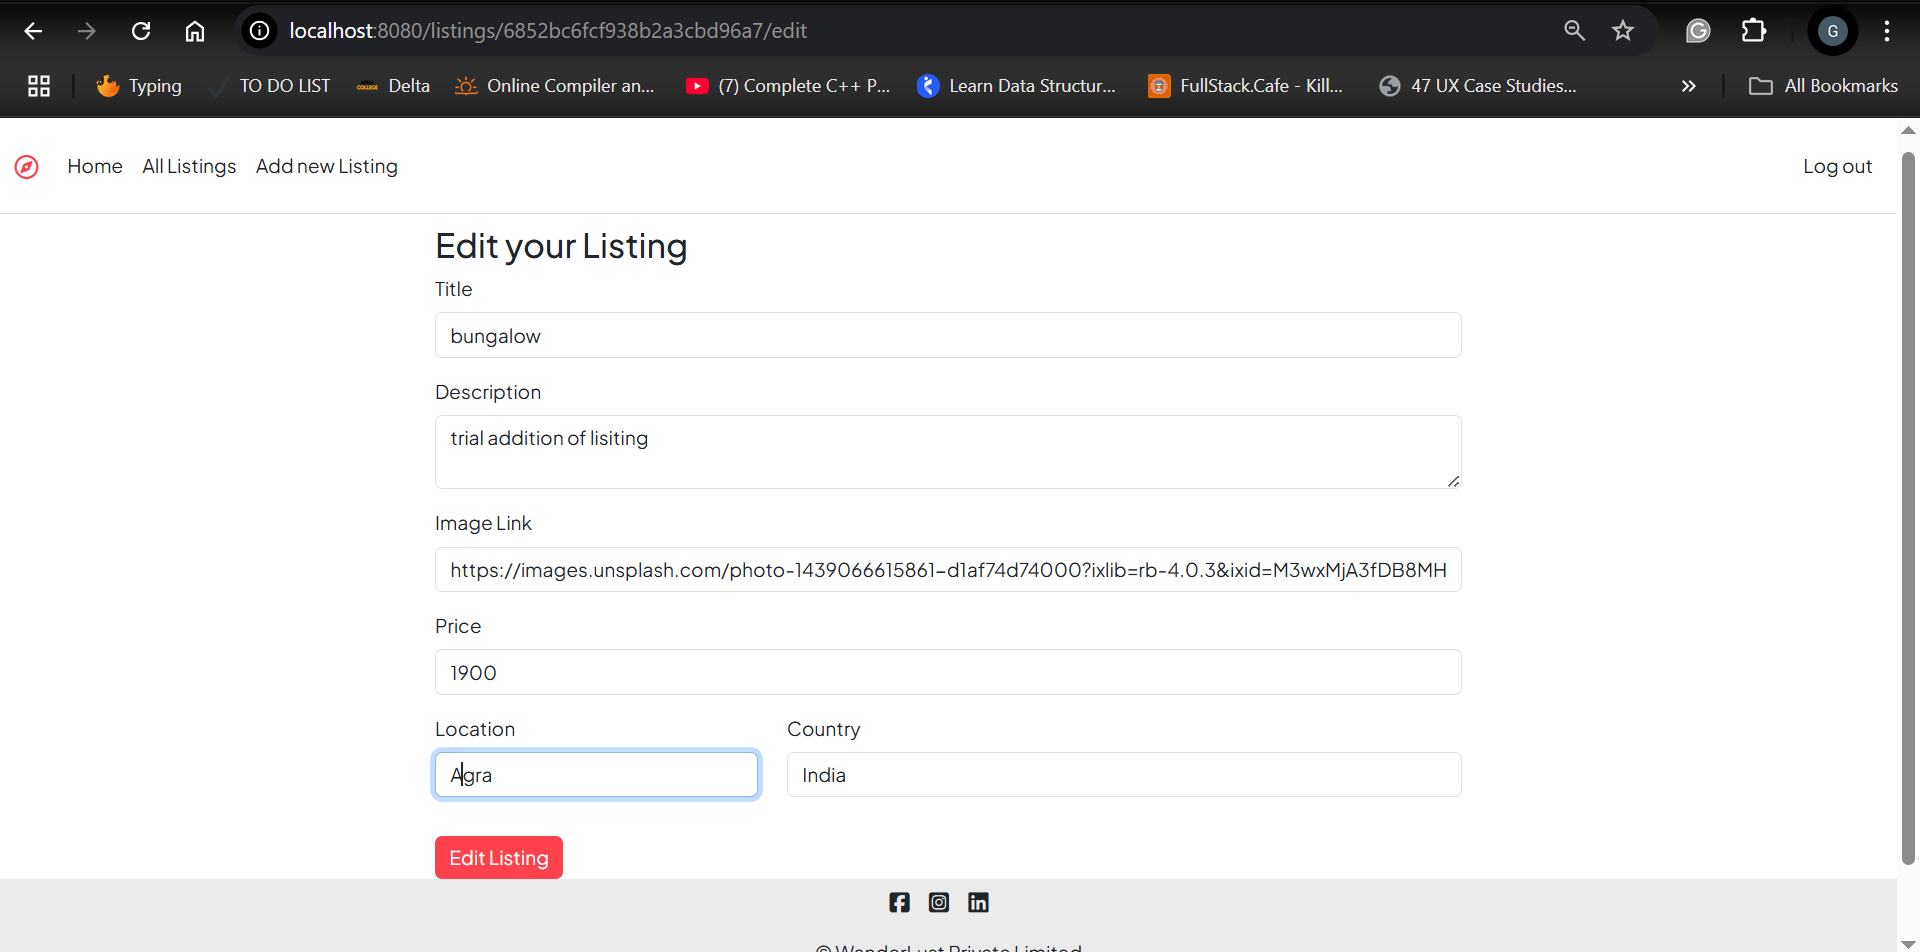 localhost:8080/listings/6852bc6fcf938b2a3cbd96a7/edit
G
Typing
TO DO LIST
Delta
Online Compiler an...
(7) Complete C++ P...
Learn Data Structur...
FullStack.Cafe - Kill...
47 UX Case Studies...
All Bookmarks
Home
All Listings
Add new Listing
Log out
Edit your Listing
Title
bungalow
Description
trial addition of lisiting
Image Link
https://images.unsplash.com/photo-1439066615861-d1af74d74000?ixlib=rb-4.0.3&ixid=M3wxMjA3fDB8MH
Price
1900
Location
Country
Agra
India
Edit Listing
© WanderLust Private Limited